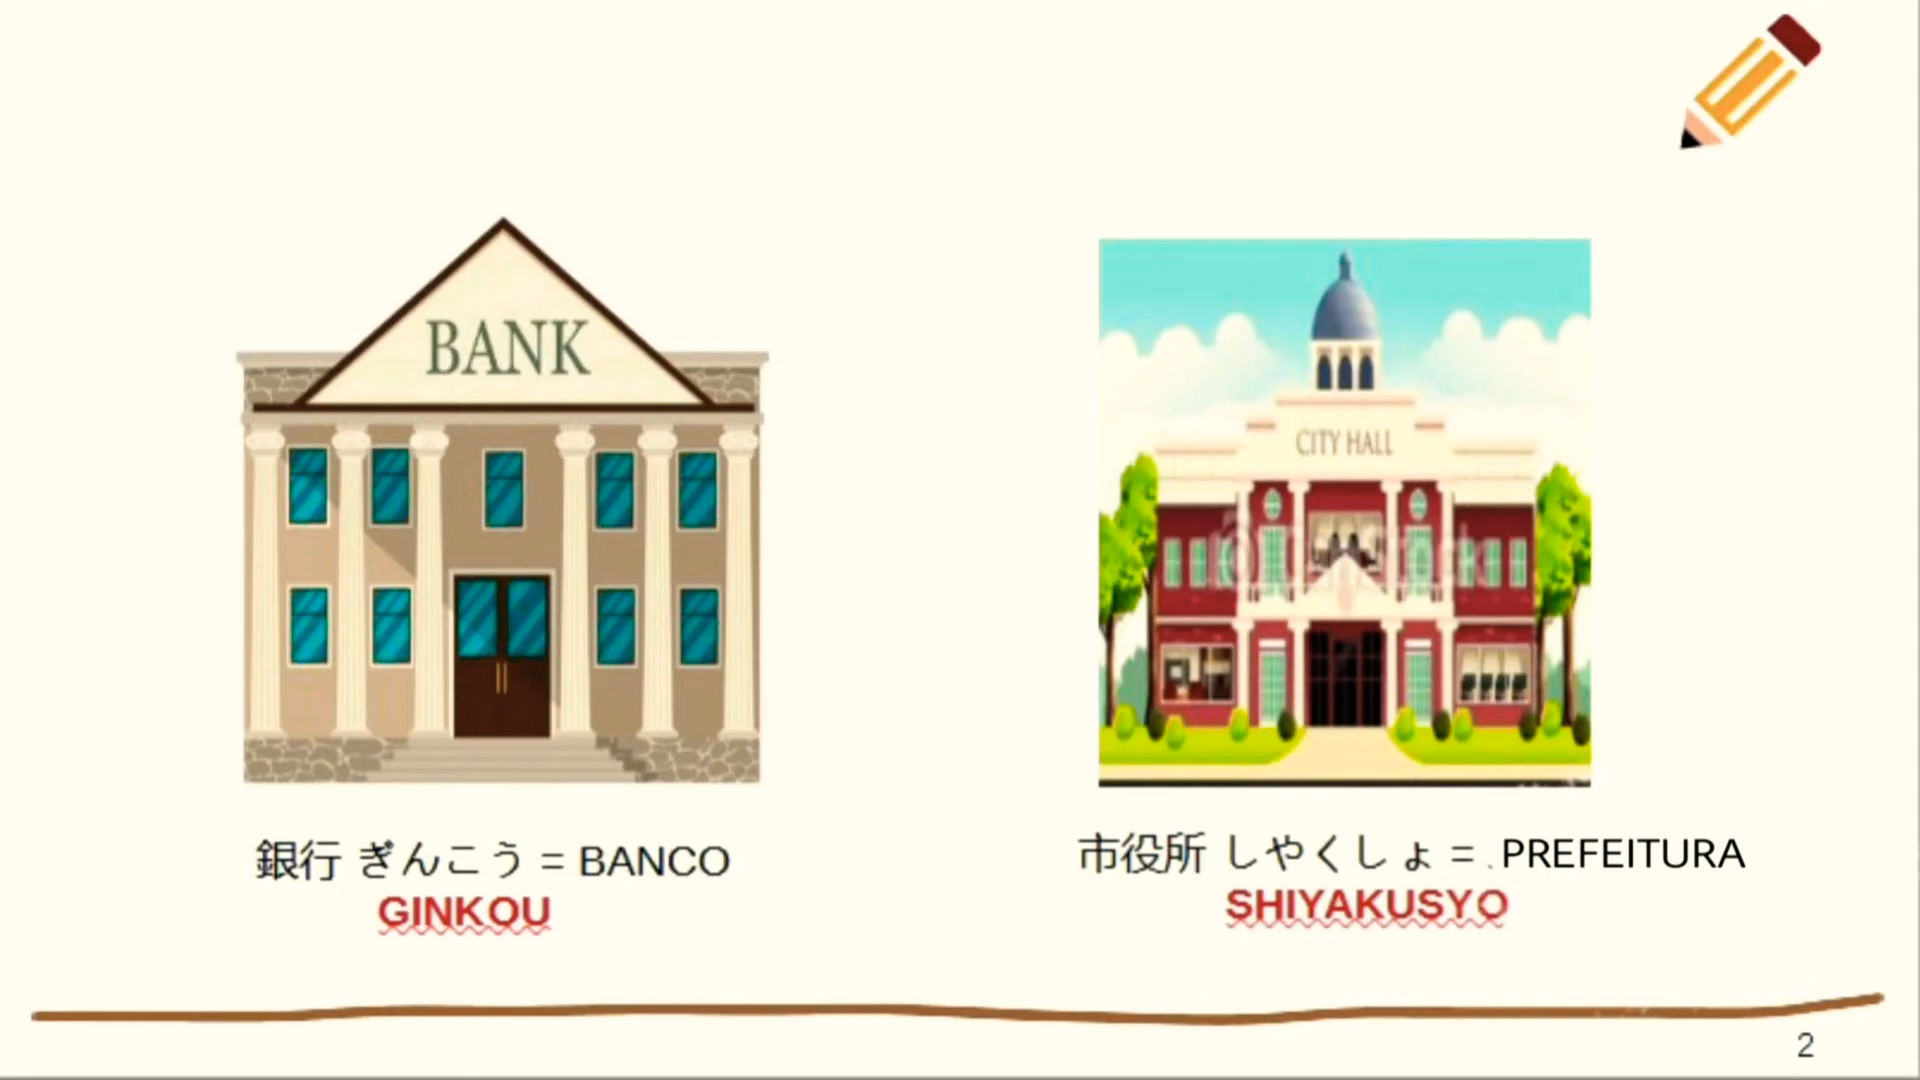 BANK
CITY HALL
銀行 ぎんこう = BANCO
GINKOU
市役所 しやくしょ = . PREFEITURA
SHIYAKUSYO
2